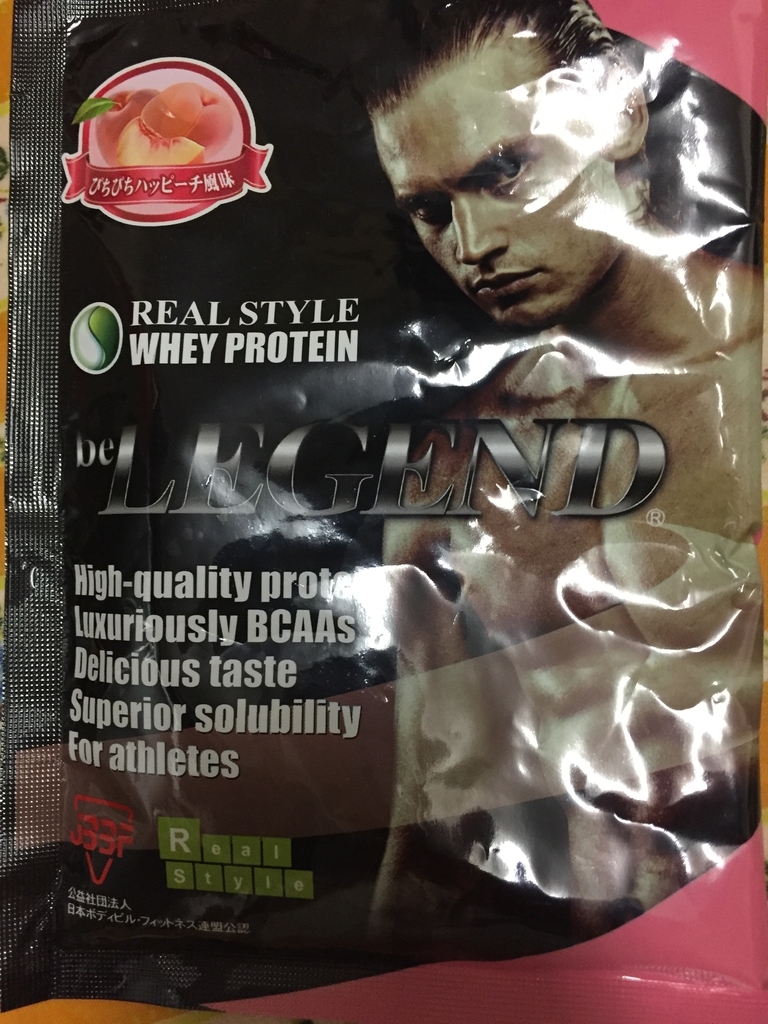 ぴちぴちハッピーチ風味
REAL STYLE
WHEY PROTEIN
be LEGEND®
High-quality prote
Luxuriously BCAAs
Delicious taste
Superior solubility
For athletes
JBBF
Real
Style
公益社団法人
日本ボディビル・フィットネス連盟公認